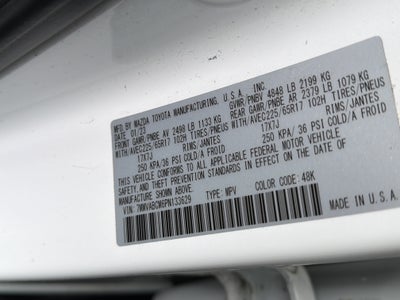 MFD. BY MAZDA TOYOTA MANUFACTURING, U.S.A., INC.
01/23 GVWR/PNBV 4848 LB 2199 KG
FRONT GAWR/PNBE AV 2498 LB 1133 KG REAR GAWR/PNBE AR 2379 LB 1079 KG
WITH/AVEC225/65R17 102H TIRES/PNEUS WITH/AVEC225/65R17 102H TIRES/PNEUS
17X7J RIMS/JANTES 17X7J RIMS/JANTES
250 KPA/36 PSI COLD/A FROID 250 KPA/36 PSI COLD/A FROID
THIS VEHICLE CONFORMS TO ALL APPLICABLE FEDERAL MOTOR VEHICLE
SAFETY, THEFT PREVENTION STANDARDS IN EFFECT ON THE DATE OF
MANUFACTURE SHOWN ABOVE.
VIN: 7MMVABCM6PN133629 TYPE: MPV COLOR CODE: 48K
MADE IN U.S.A.